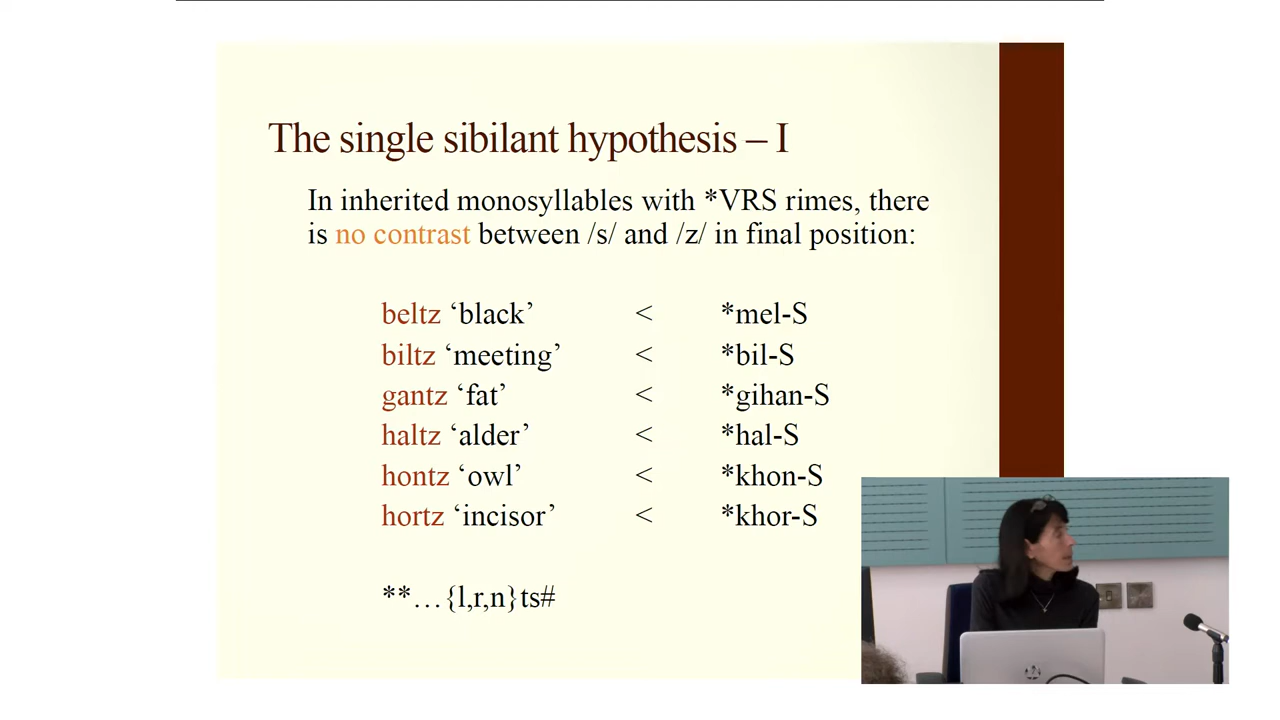 The single sibilant hypothesis – I
In inherited monosyllables with *VRS rimes, there
is no contrast between /s/ and /z/ in final position:
beltz ‘black’ < *mel-S
biltz ‘meeting’ < *bil-S
gantz ‘fat’ < *gihan-S
haltz ‘alder’ < *hal-S
hontz ‘owl’ < *khon-S
hortz ‘incisor’ < *khor-S
**…{l,r,n}ts#